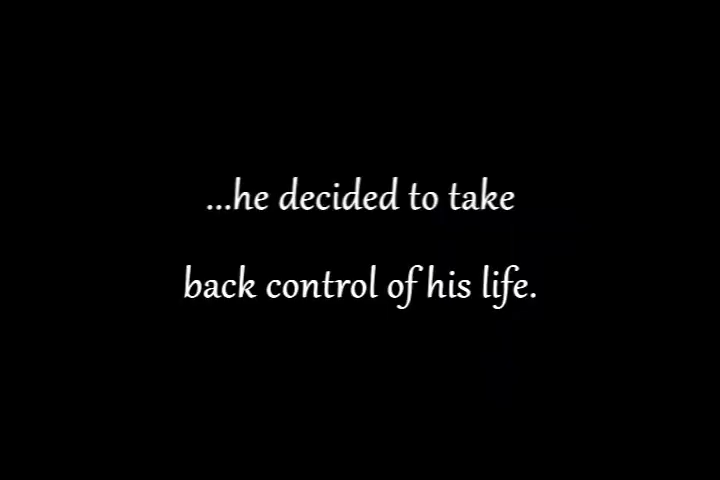 ...he decided to take
back control of his life.